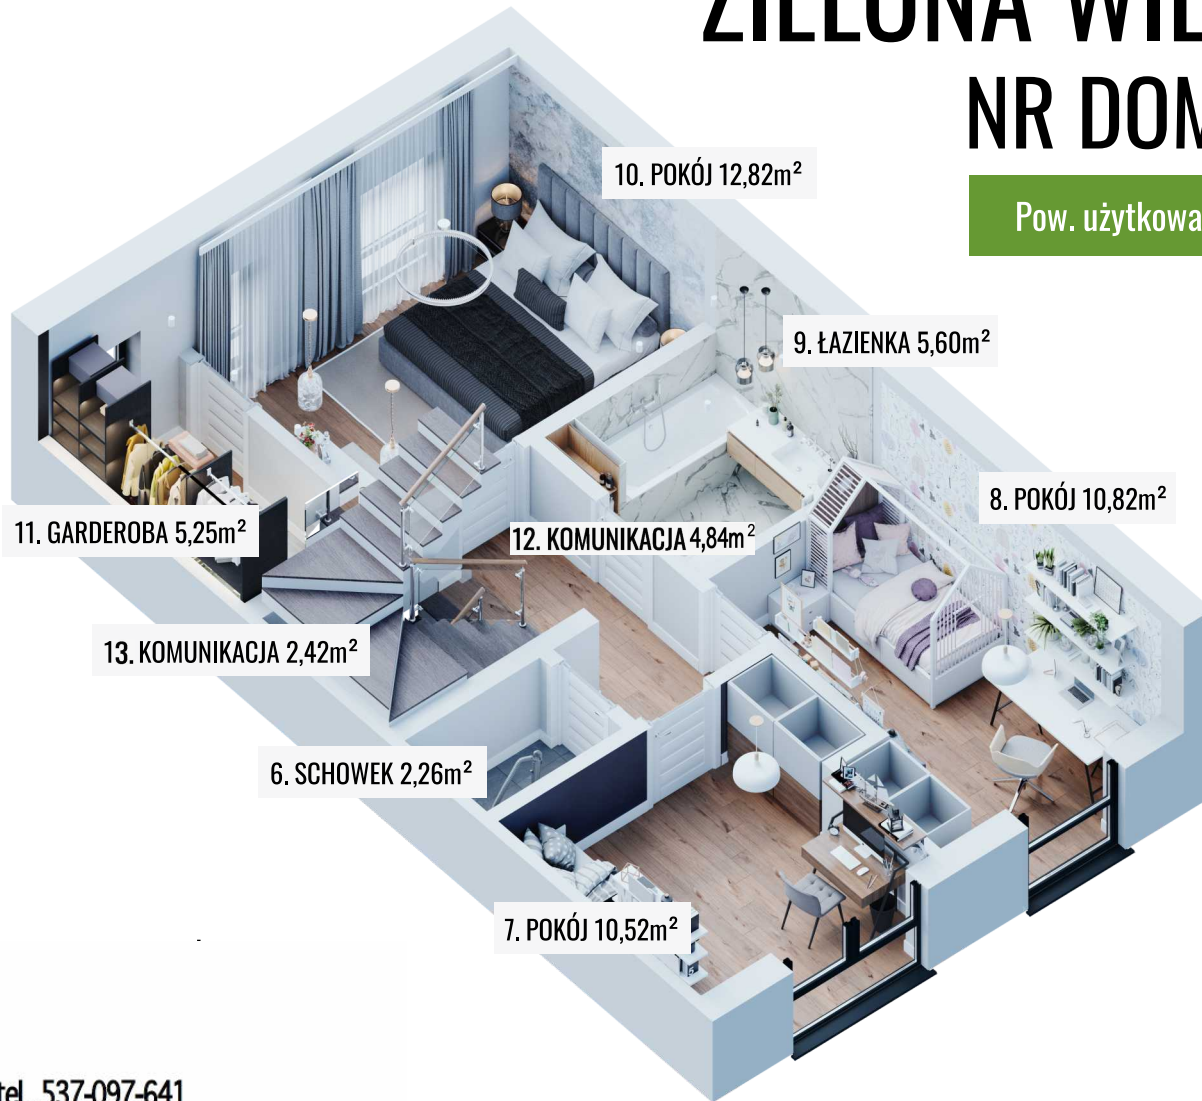 ZIELONA WIL
NR DOM
Pow. użytkowa
10. POKÓJ 12,82m²
9. ŁAZIENKA 5,60m²
8. POKÓJ 10,82m²
11. GARDEROBA 5,25m²
12. KOMUNIKACJA 4,84m²
13. KOMUNIKACJA 2,42m²
6. SCHOWEK 2,26m²
7. POKÓJ 10,52m²
tel. 537-097-641